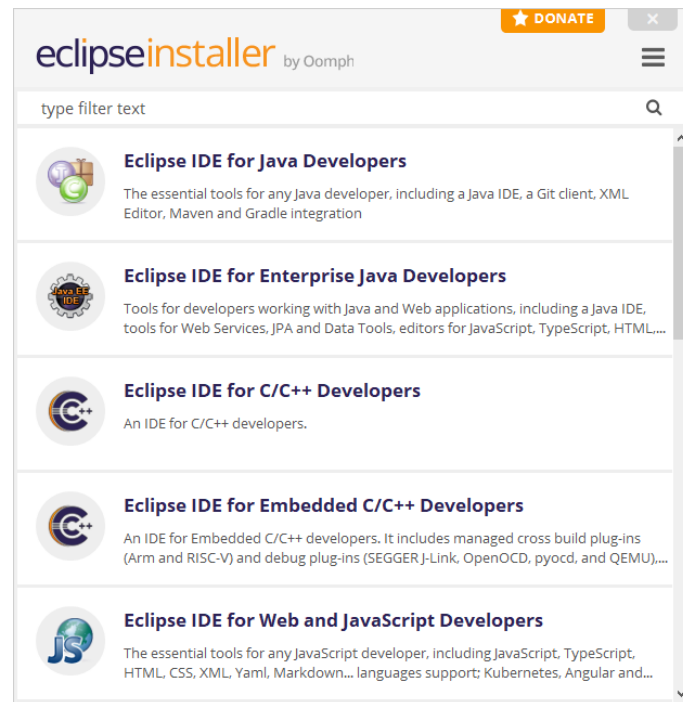 ★ DONATE
eclipseinstaller by Oomph
type filter text
Eclipse IDE for Java Developers
The essential tools for any Java developer, including a Java IDE, a Git client, XML
Editor, Maven and Gradle integration
Java EE
IDE
Eclipse IDE for Enterprise Java Developers
Tools for developers working with Java and Web applications, including a Java IDE,
tools for Web Services, JPA and Data Tools, editors for JavaScript, TypeScript, HTML,...
C++
Eclipse IDE for C/C++ Developers
An IDE for C/C++ developers.
C++
Eclipse IDE for Embedded C/C++ Developers
An IDE for Embedded C/C++ developers. It includes managed cross build plug-ins
(Arm and RISC-V) and debug plug-ins (SEGGER J-Link, OpenOCD, pyocd, and QEMU),...
JS
Eclipse IDE for Web and JavaScript Developers
The essential tools for any JavaScript developer, including JavaScript, TypeScript,
HTML, CSS, XML, Yaml, Markdown... languages support; Kubernetes, Angular and...